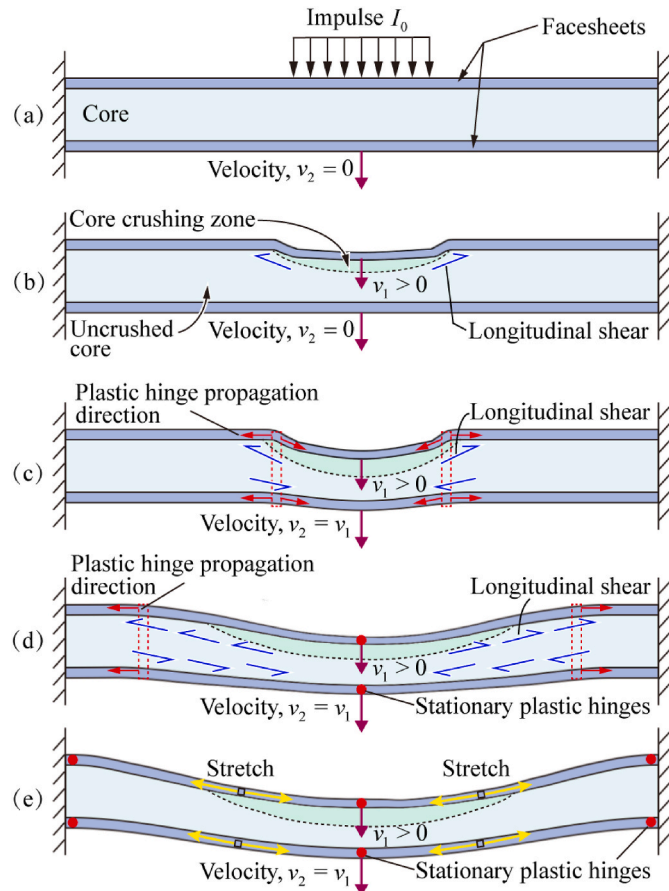 Impulse I₀
Facesheets
(a)
Core
Velocity, v₂ = 0
Core crushing zone
(b)
v₁ > 0
Uncrushed
core
Velocity, v₂ = 0
Longitudinal shear
Plastic hinge propagation
direction
Longitudinal shear
(c)
v₁ > 0
Velocity, v₂ = v₁
Plastic hinge propagation
direction
Longitudinal shear
(d)
v₁ > 0
Velocity, v₂ = v₁
Stationary plastic hinges
Stretch
Stretch
(e)
v₁ > 0
Velocity, v₂ = v₁
Stationary plastic hinges